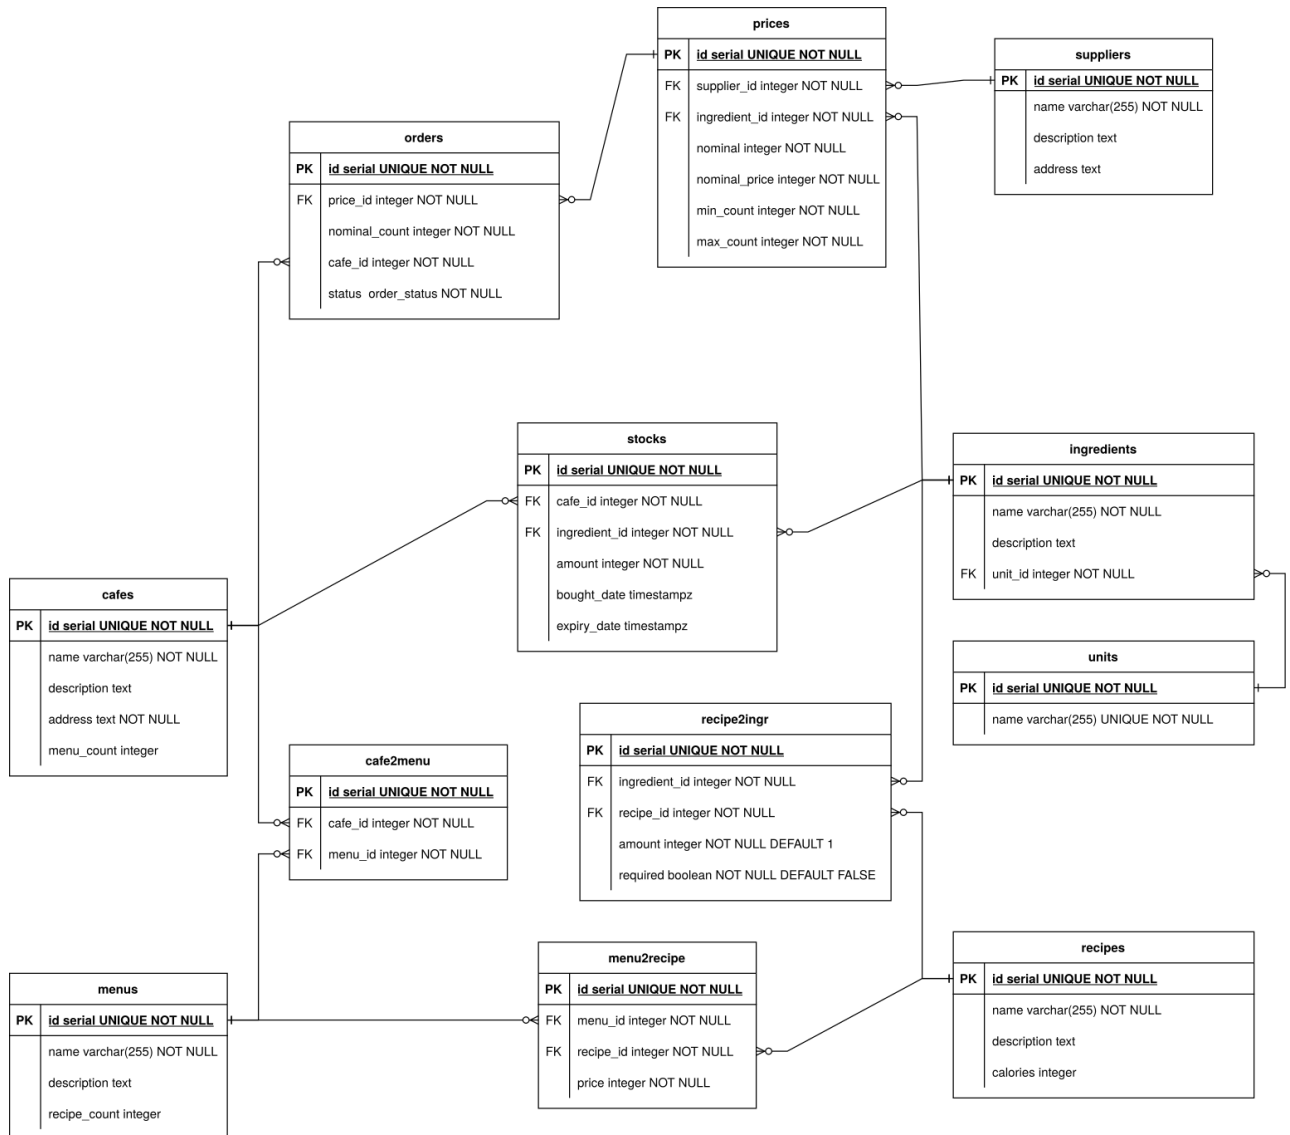 prices
PK id serial UNIQUE NOT NULL
FK supplier_id integer NOT NULL
FK ingredient_id integer NOT NULL
nominal integer NOT NULL
nominal_price integer NOT NULL
min_count integer NOT NULL
max_count integer NOT NULL
suppliers
PK id serial UNIQUE NOT NULL
name varchar(255) NOT NULL
description text
address text
orders
PK id serial UNIQUE NOT NULL
FK price_id integer NOT NULL
nominal_count integer NOT NULL
cafe_id integer NOT NULL
status order_status NOT NULL
stocks
PK id serial UNIQUE NOT NULL
FK cafe_id integer NOT NULL
FK ingredient_id integer NOT NULL
amount integer NOT NULL
bought_date timestampz
expiry_date timestampz
ingredients
PK id serial UNIQUE NOT NULL
name varchar(255) NOT NULL
description text
FK unit_id integer NOT NULL
cafes
PK id serial UNIQUE NOT NULL
name varchar(255) NOT NULL
description text
address text NOT NULL
menu_count integer
units
PK id serial UNIQUE NOT NULL
name varchar(255) UNIQUE NOT NULL
recipe2ingr
PK id serial UNIQUE NOT NULL
FK ingredient_id integer NOT NULL
FK recipe_id integer NOT NULL
amount integer NOT NULL DEFAULT 1
required boolean NOT NULL DEFAULT FALSE
cafe2menu
PK id serial UNIQUE NOT NULL
FK cafe_id integer NOT NULL
FK menu_id integer NOT NULL
menu2recipe
PK id serial UNIQUE NOT NULL
FK menu_id integer NOT NULL
FK recipe_id integer NOT NULL
price integer NOT NULL
recipes
PK id serial UNIQUE NOT NULL
name varchar(255) NOT NULL
description text
calories integer
menus
PK id serial UNIQUE NOT NULL
name varchar(255) NOT NULL
description text
recipe_count integer